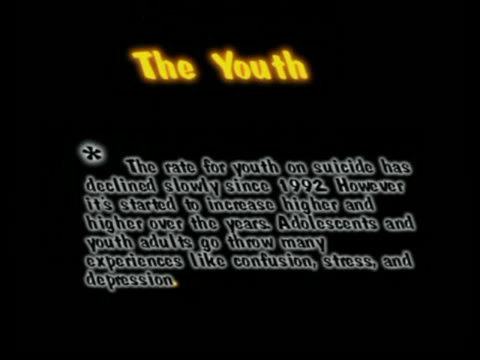 The Youth
* The rate for youth on suicide has
declined slowly since 1992. However
it's started to increase higher and
higher over the years. Adolescents and
youth adults go throw many
experiences like confusion, stress, and
depression.